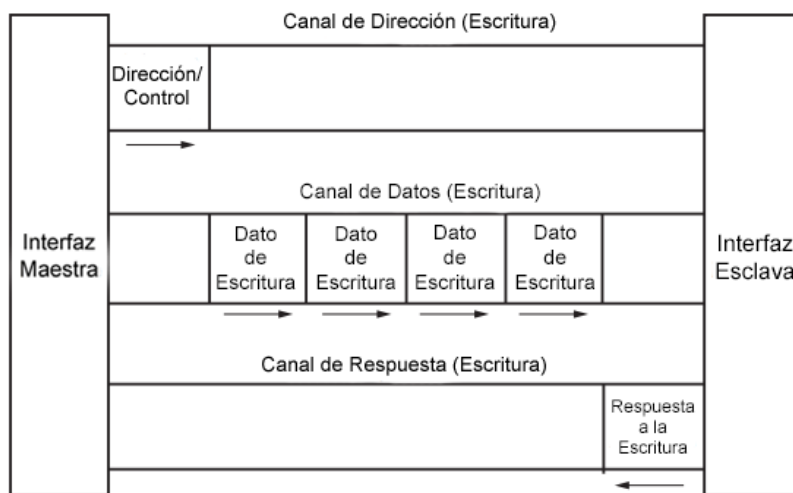 Canal de Dirección (Escritura)
Dirección/
Control
Canal de Datos (Escritura)
Interfaz
Maestra
Dato
de
Escritura
Dato
de
Escritura
Dato
de
Escritura
Dato
de
Escritura
Interfaz
Esclava
Canal de Respuesta (Escritura)
Respuesta
a la
Escritura